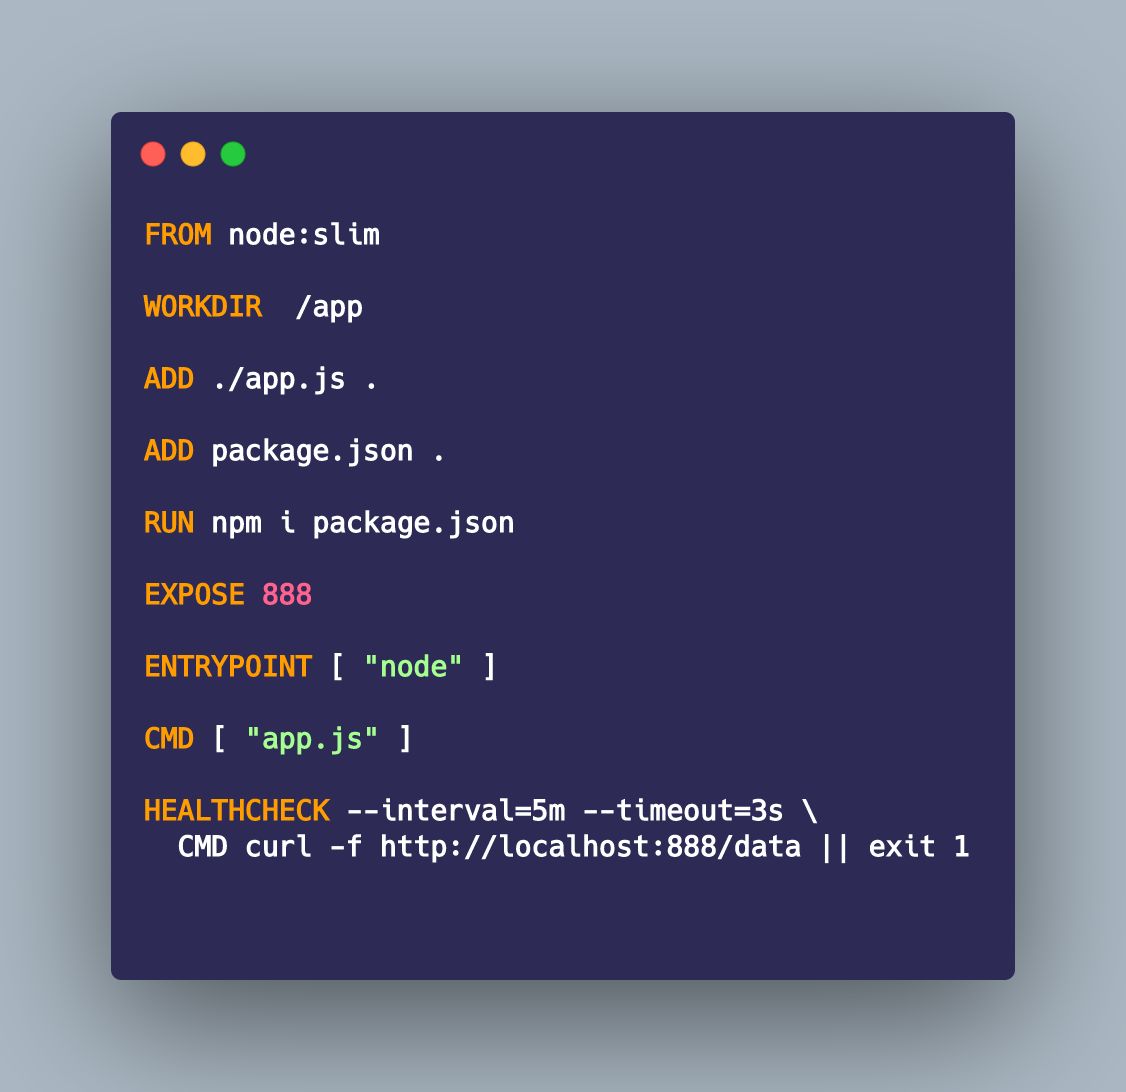 FROM node:slim
WORKDIR  /app
ADD ./app.js .
ADD package.json .
RUN npm i package.json
EXPOSE 888
ENTRYPOINT [ "node" ]
CMD [ "app.js" ]
HEALTHCHECK --interval=5m --timeout=3s \
  CMD curl -f http://localhost:888/data || exit 1